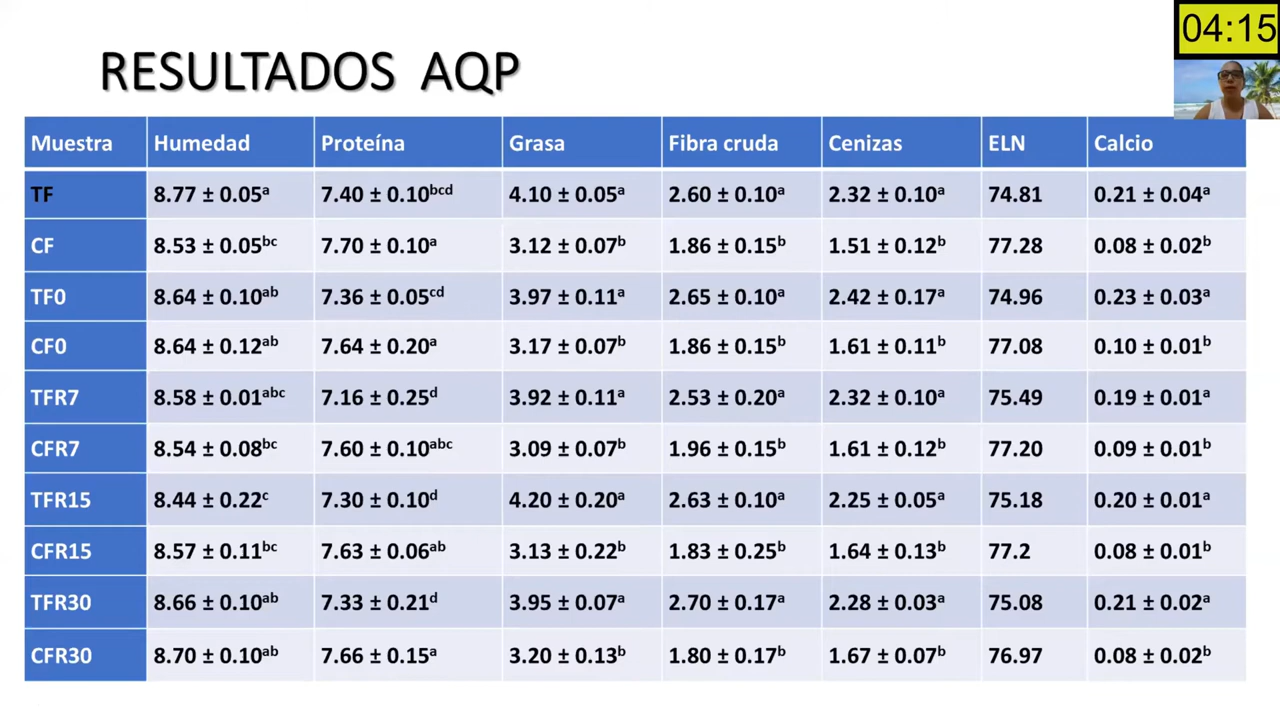 04:15
RESULTADOS AQP
Muestra Humedad Proteína Grasa Fibra cruda Cenizas ELN Calcio
TF 8.77 ± 0.05ᵃ 7.40 ± 0.10ᵇᶜᵈ 4.10 ± 0.05ᵃ 2.60 ± 0.10ᵃ 2.32 ± 0.10ᵃ 74.81 0.21 ± 0.04ᵃ
CF 8.53 ± 0.05ᵇᶜ 7.70 ± 0.10ᵃ 3.12 ± 0.07ᵇ 1.86 ± 0.15ᵇ 1.51 ± 0.12ᵇ 77.28 0.08 ± 0.02ᵇ
TF0 8.64 ± 0.10ᵃᵇ 7.36 ± 0.05ᶜᵈ 3.97 ± 0.11ᵃ 2.65 ± 0.10ᵃ 2.42 ± 0.17ᵃ 74.96 0.23 ± 0.03ᵃ
CF0 8.64 ± 0.12ᵃᵇ 7.64 ± 0.20ᵃ 3.17 ± 0.07ᵇ 1.86 ± 0.15ᵇ 1.61 ± 0.11ᵇ 77.08 0.10 ± 0.01ᵇ
TFR7 8.58 ± 0.01ᵃᵇᶜ 7.16 ± 0.25ᵈ 3.92 ± 0.11ᵃ 2.53 ± 0.20ᵃ 2.32 ± 0.10ᵃ 75.49 0.19 ± 0.01ᵃ
CFR7 8.54 ± 0.08ᵇᶜ 7.60 ± 0.10ᵃᵇᶜ 3.09 ± 0.07ᵇ 1.96 ± 0.15ᵇ 1.61 ± 0.12ᵇ 77.20 0.09 ± 0.01ᵇ
TFR15 8.44 ± 0.22ᶜ 7.30 ± 0.10ᵈ 4.20 ± 0.20ᵃ 2.63 ± 0.10ᵃ 2.25 ± 0.05ᵃ 75.18 0.20 ± 0.01ᵃ
CFR15 8.57 ± 0.11ᵇᶜ 7.63 ± 0.06ᵃᵇ 3.13 ± 0.22ᵇ 1.83 ± 0.25ᵇ 1.64 ± 0.13ᵇ 77.2 0.08 ± 0.01ᵇ
TFR30 8.66 ± 0.10ᵃᵇ 7.33 ± 0.21ᵈ 3.95 ± 0.07ᵃ 2.70 ± 0.17ᵃ 2.28 ± 0.03ᵃ 75.08 0.21 ± 0.02ᵃ
CFR30 8.70 ± 0.10ᵃᵇ 7.66 ± 0.15ᵃ 3.20 ± 0.13ᵇ 1.80 ± 0.17ᵇ 1.67 ± 0.07ᵇ 76.97 0.08 ± 0.02ᵇ